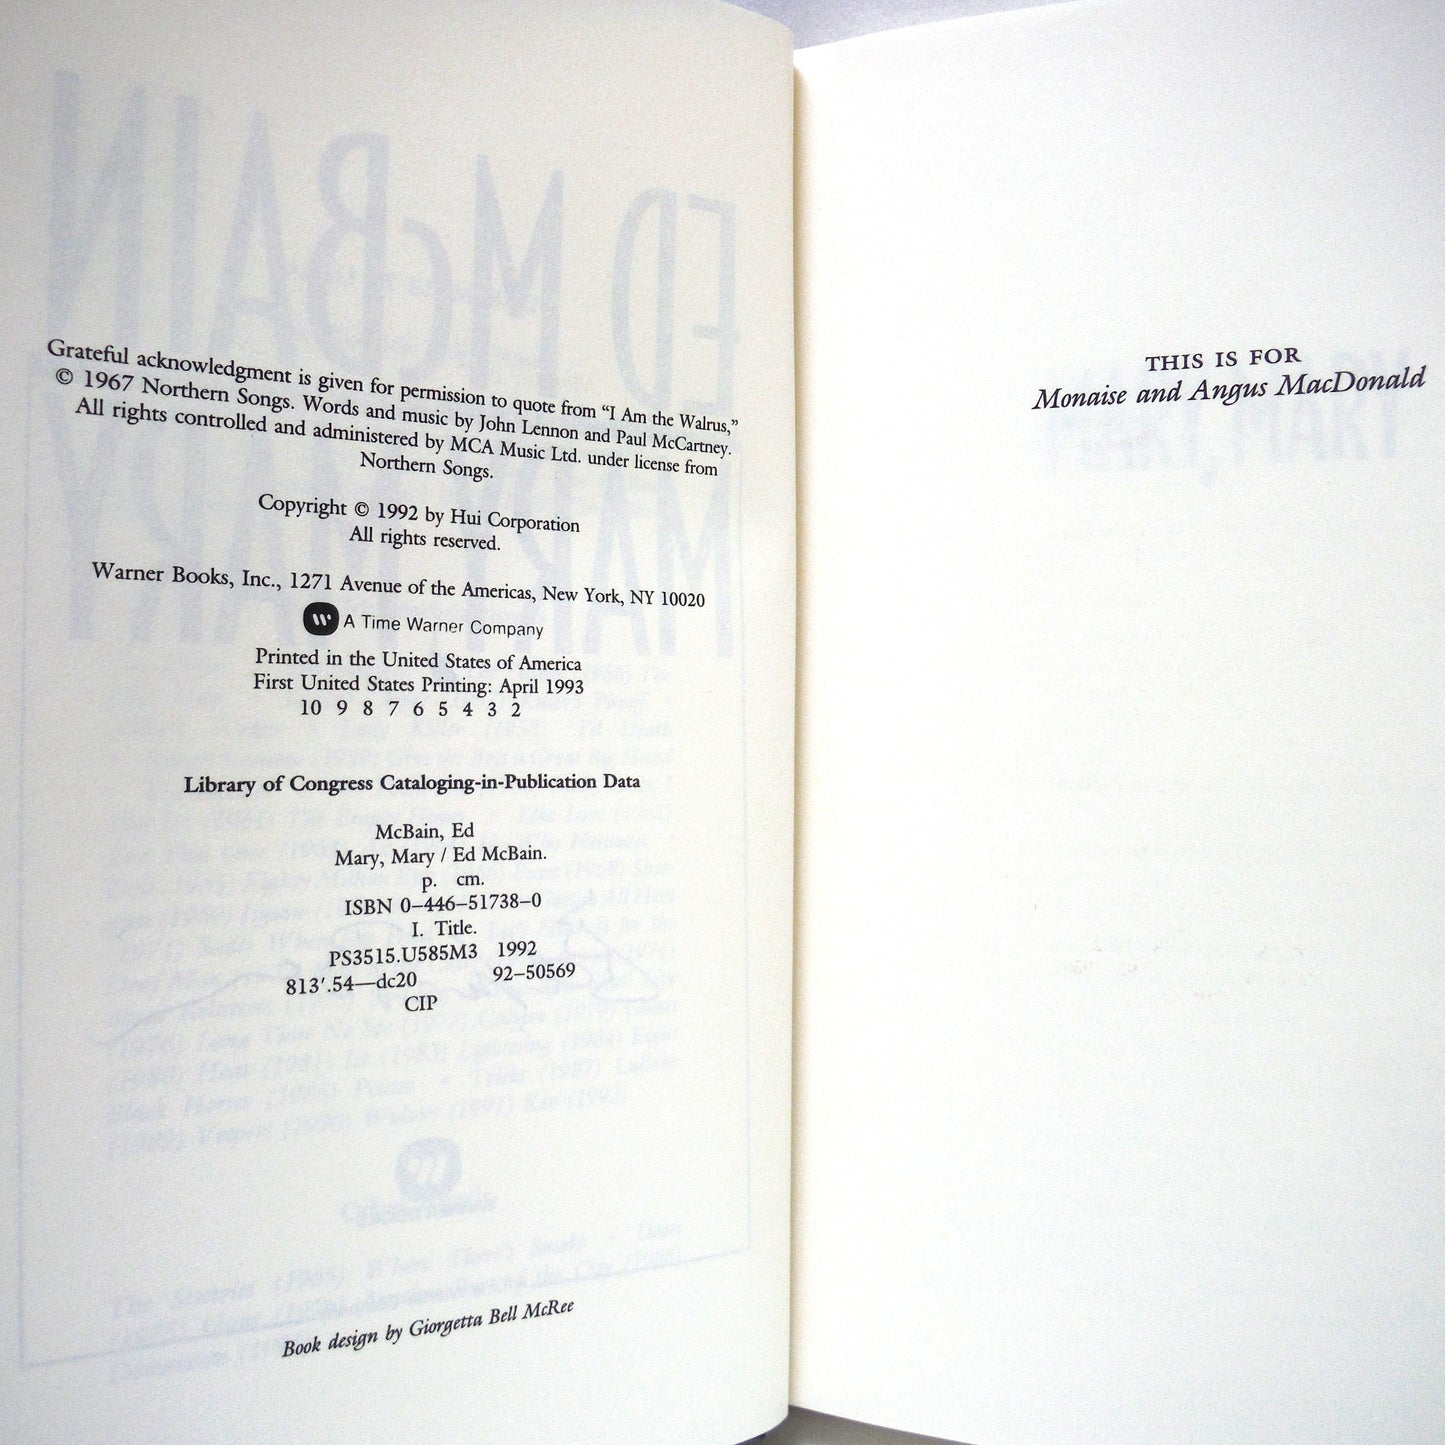 Grateful acknowledgment is given for permission to quote from “I Am the Walrus,”
© 1967 Northern Songs. Words and music by John Lennon and Paul McCartney.
All rights controlled and administered by MCA Music Ltd. under license from
Northern Songs.
Copyright © 1992 by Hui Corporation
All rights reserved.
Warner Books, Inc., 1271 Avenue of the Americas, New York, NY 10020
A Time Warner Company
Printed in the United States of America
First United States Printing: April 1993
10 9 8 7 6 5 4 3 2
Library of Congress Cataloging-in-Publication Data
McBain, Ed
Mary, Mary / Ed McBain.
p. cm.
ISBN 0–446–51738–0
I. Title.
PS3515.U585M3 1992
813′.54—dc20 92–50569
CIP
Book design by Giorgetta Bell McRee
THIS IS FOR
Monaise and Angus MacDonald